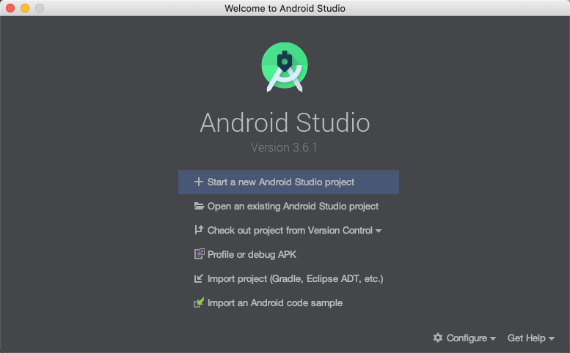 Welcome to Android Studio
Android Studio
Version 3.6.1
Start a new Android Studio project
Open an existing Android Studio project
Check out project from Version Control
Profile or debug APK
Import project (Gradle, Eclipse ADT, etc.)
Import an Android code sample
Configure Get Help